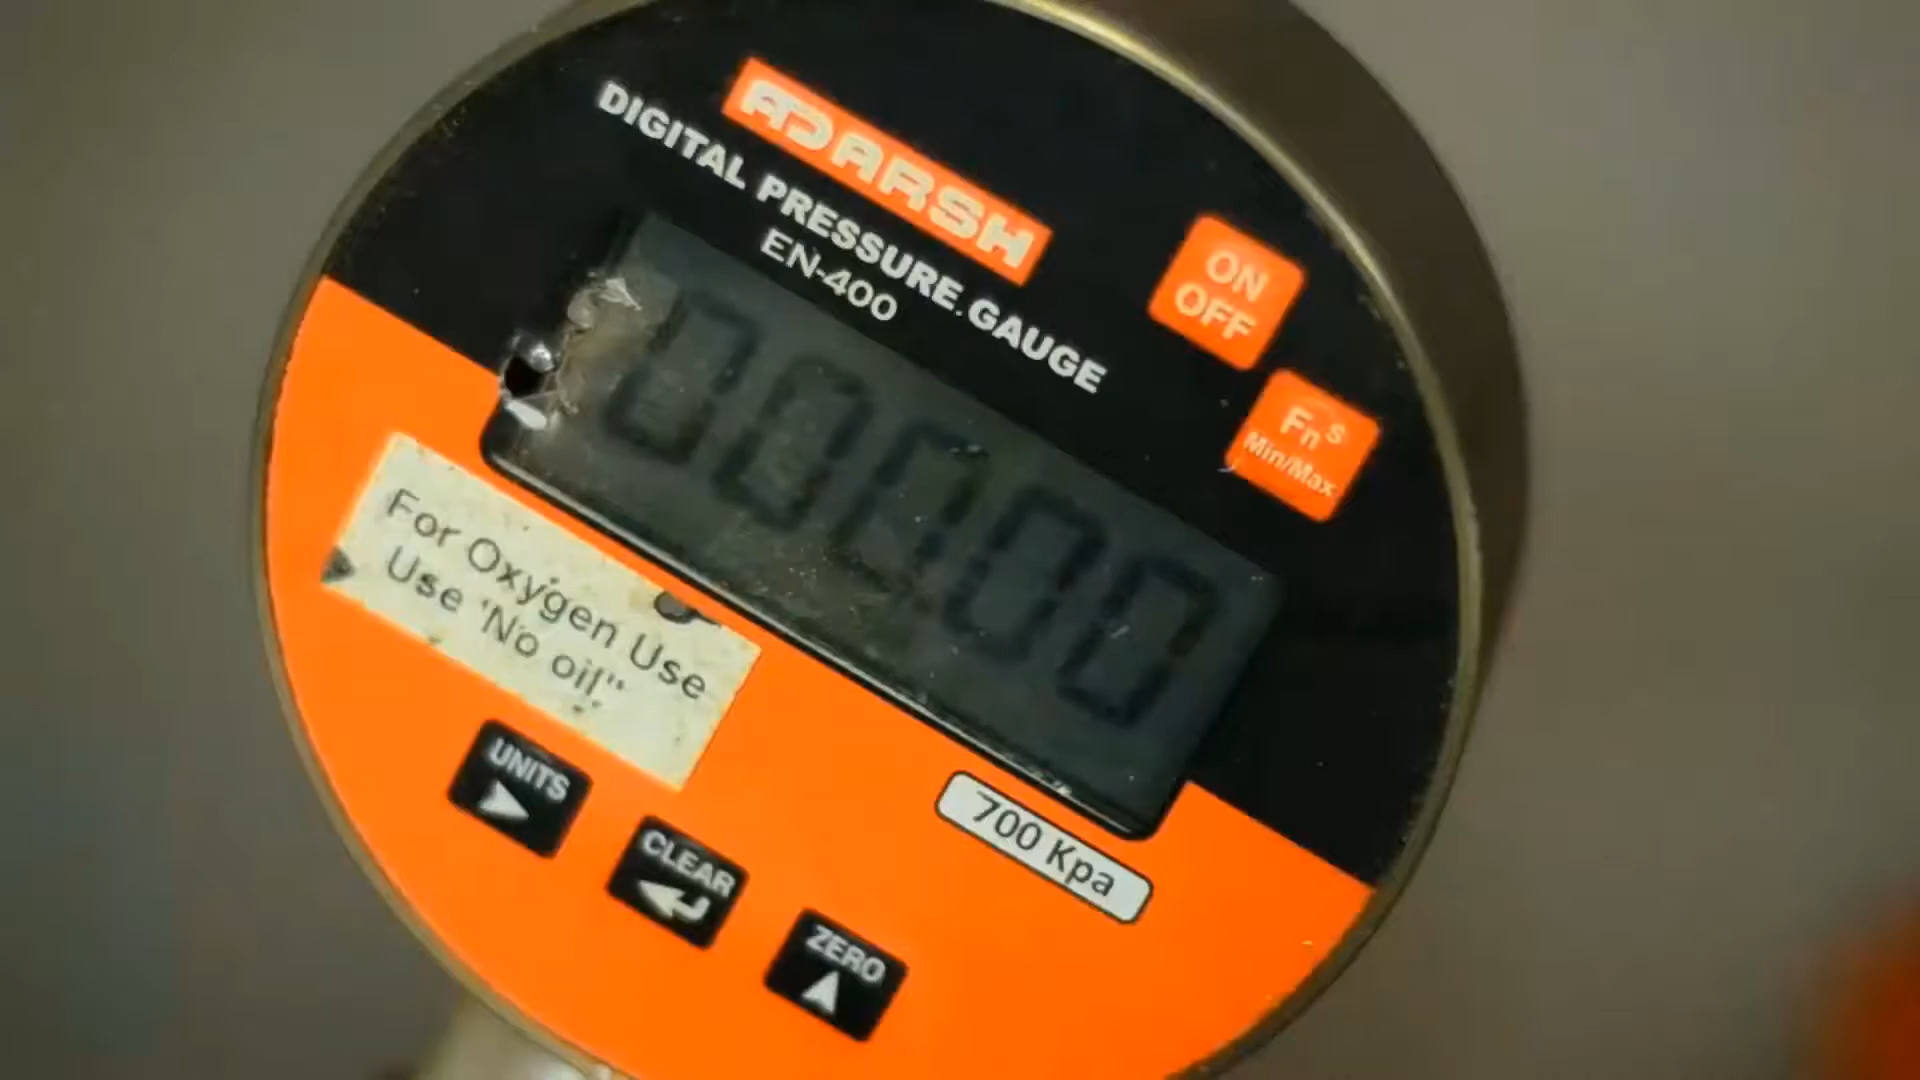 ADARSH
DIGITAL PRESSURE GAUGE
EN-400
ON
OFF
Fn s
Min/Max
For Oxygen Use
Use 'No oil"
700 Kpa
UNITS
CLEAR
ZERO